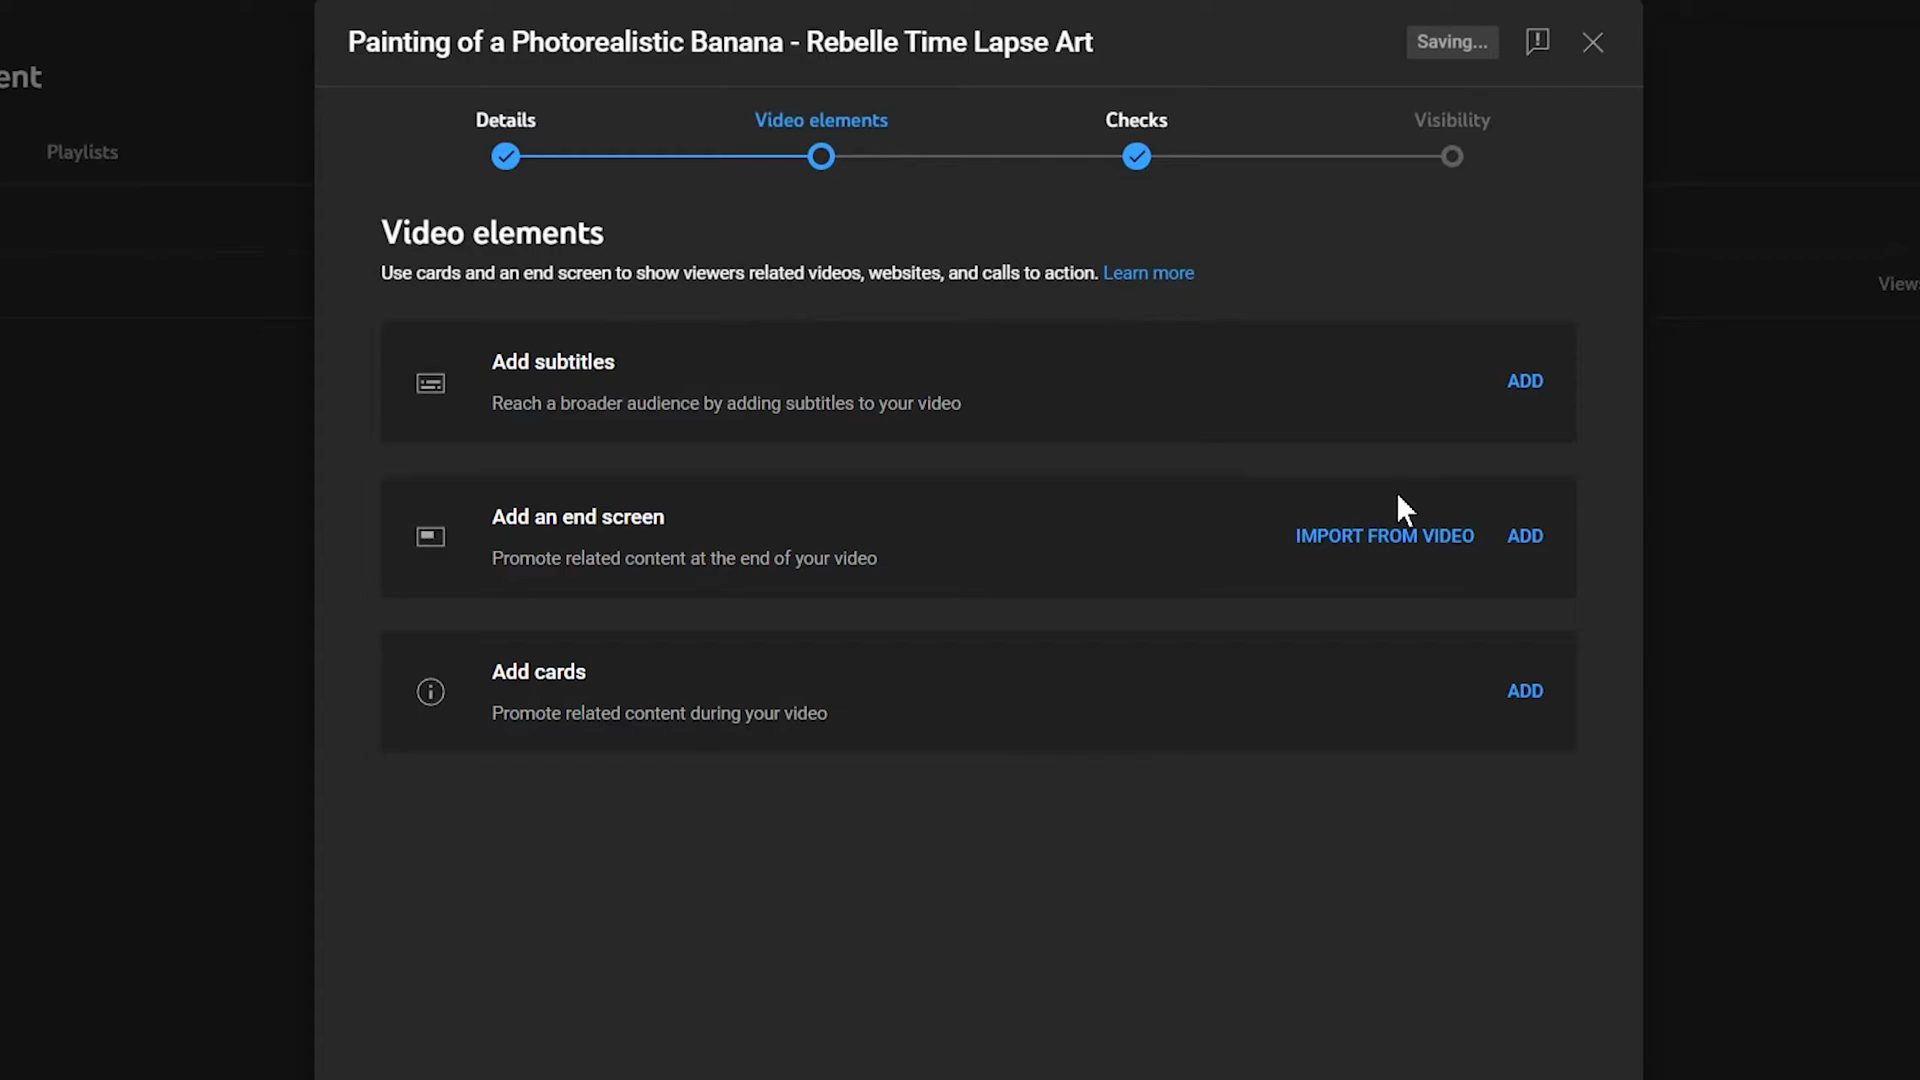 Painting of a Photorealistic Banana - Rebelle Time Lapse Art
Saving...
ent
Details
Video elements
Checks
Visibility
Playlists
Video elements
Use cards and an end screen to show viewers related videos, websites, and calls to action. Learn more
Views
Add subtitles
Reach a broader audience by adding subtitles to your video
ADD
Add an end screen
Promote related content at the end of your video
IMPORT FROM VIDEO
ADD
Add cards
Promote related content during your video
ADD